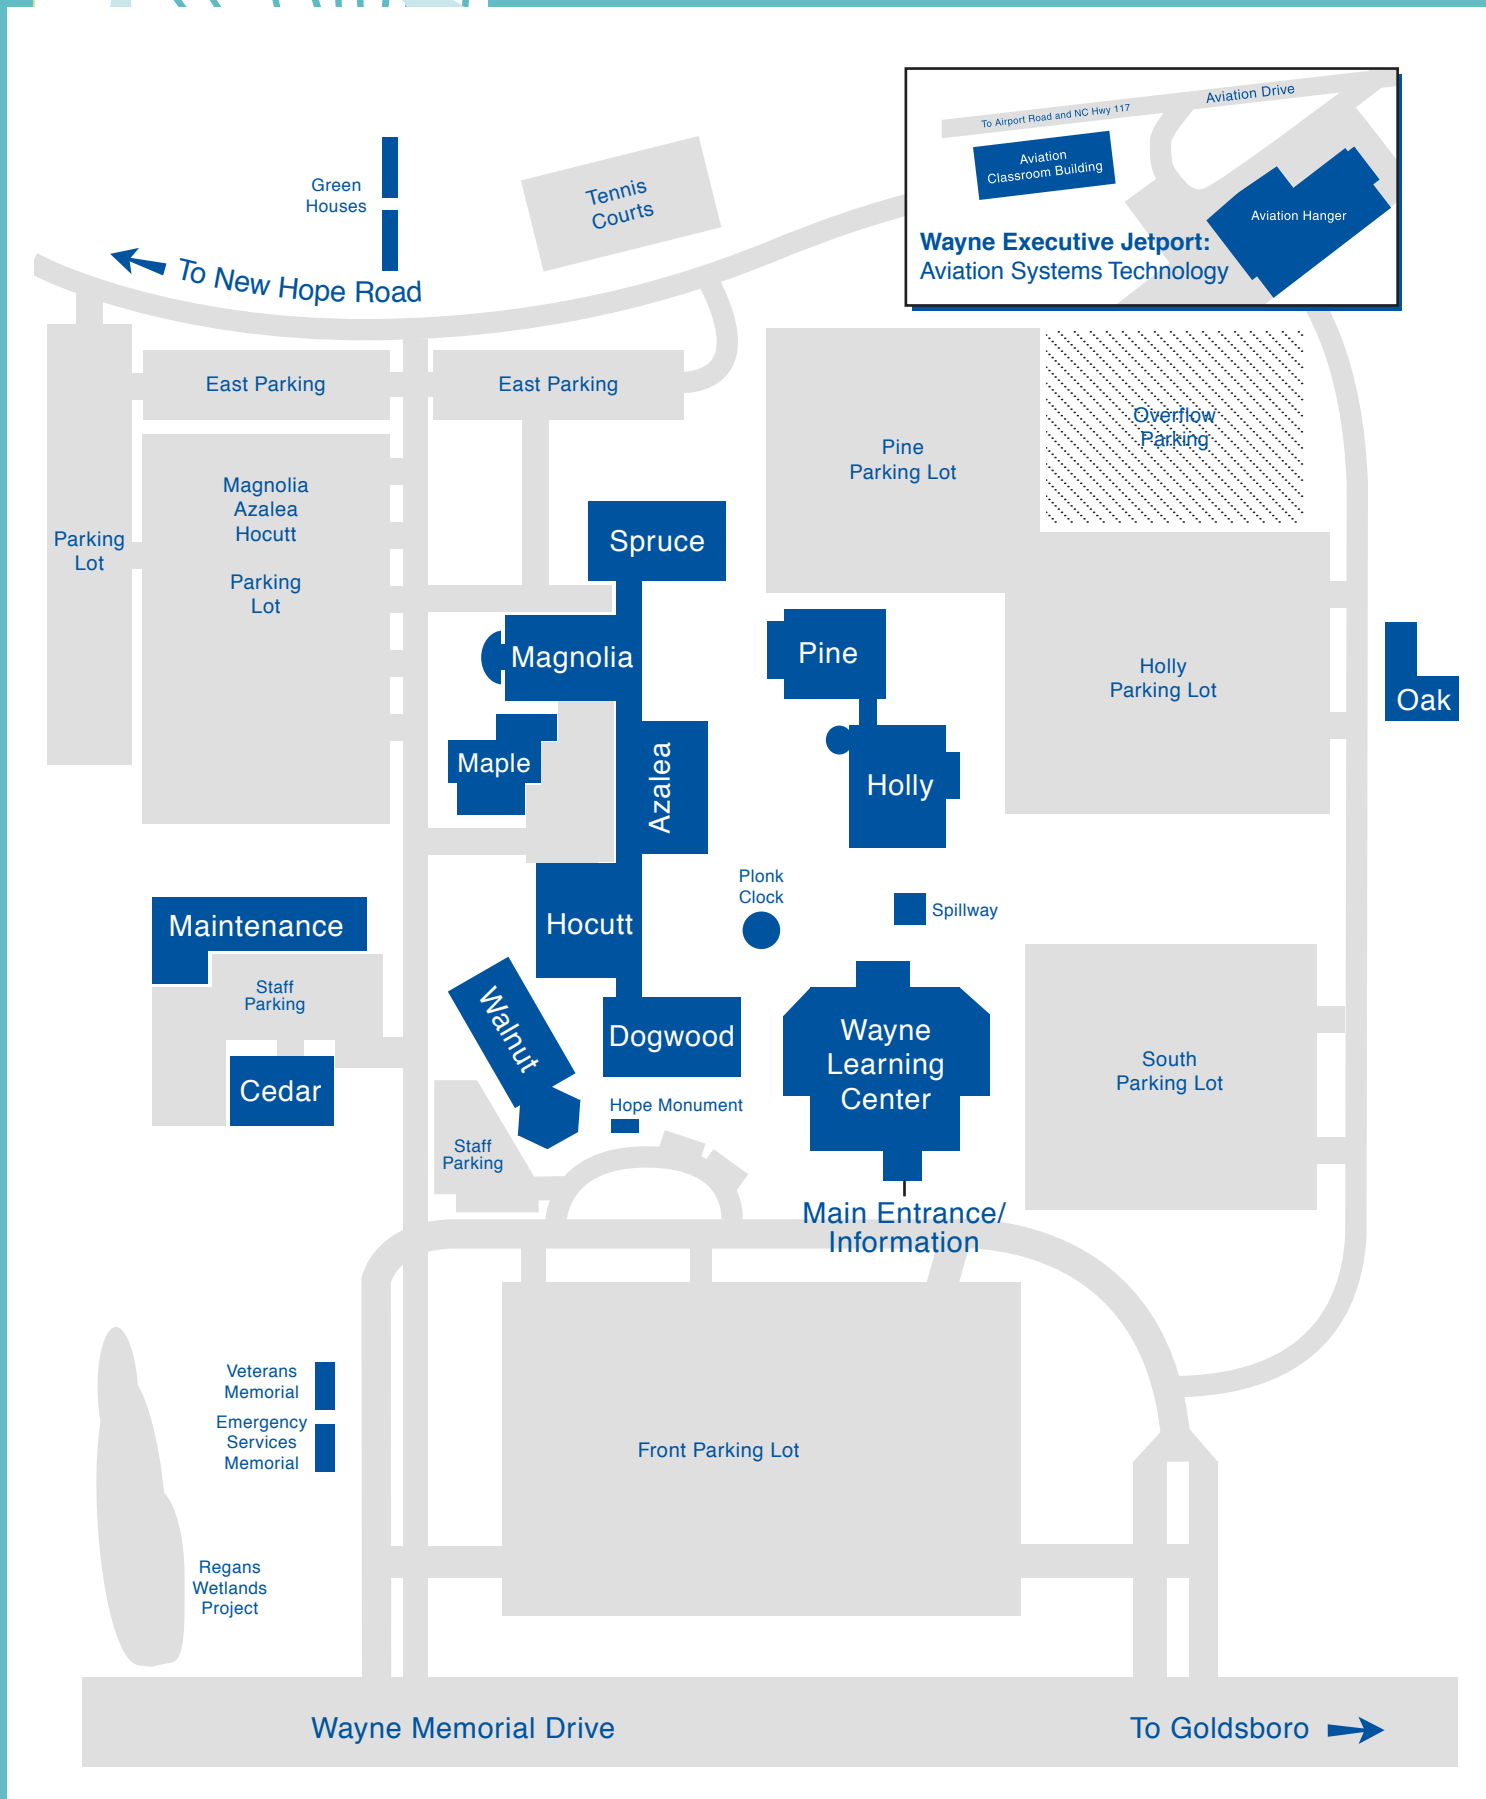 To Airport Road and NC Hwy 117
Aviation Drive
Aviation
Classroom Building
Aviation Hanger
Wayne Executive Jetport:
Aviation Systems Technology
Green
Houses
Tennis
Courts
To New Hope Road
East Parking
East Parking
Overflow
Parking
Pine
Parking Lot
Magnolia
Azalea
Hocutt
Parking
Lot
Parking
Lot
Spruce
Magnolia
Pine
Holly
Parking Lot
Oak
Maple
Azalea
Holly
Plonk
Clock
Spillway
Maintenance
Hocutt
Staff
Parking
Walnut
Dogwood
Wayne
Learning
Center
South
Parking Lot
Cedar
Hope Monument
Staff
Parking
Main Entrance/
Information
Veterans
Memorial
Emergency
Services
Memorial
Front Parking Lot
Regans
Wetlands
Project
Wayne Memorial Drive
To Goldsboro